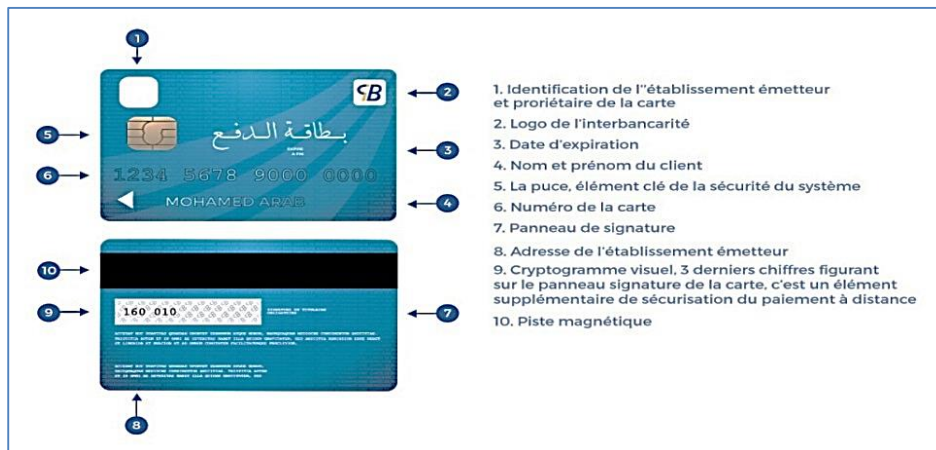 1
2
5
بطاقة الدفع
3
6
1234 5678 9000 0000
MOHAMED ARAB
4
10
9
160 010
7
8
1. Identification de l''établissement émetteur
et proriétaire de la carte
2. Logo de l'interbancarité
3. Date d'expiration
4. Nom et prénom du client
5. La puce, élément clé de la sécurité du système
6. Numéro de la carte
7. Panneau de signature
8. Adresse de l'établissement émetteur
9. Cryptogramme visuel, 3 derniers chiffres figurant
sur le panneau signature de la carte, c'est un élément
supplémentaire de sécurisation du paiement à distance
10. Piste magnétique